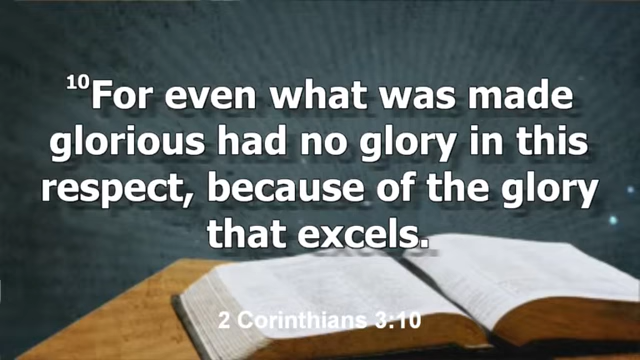 10For even what was made
glorious had no glory in this
respect, because of the glory
that excels.
2 Corinthians 3:10